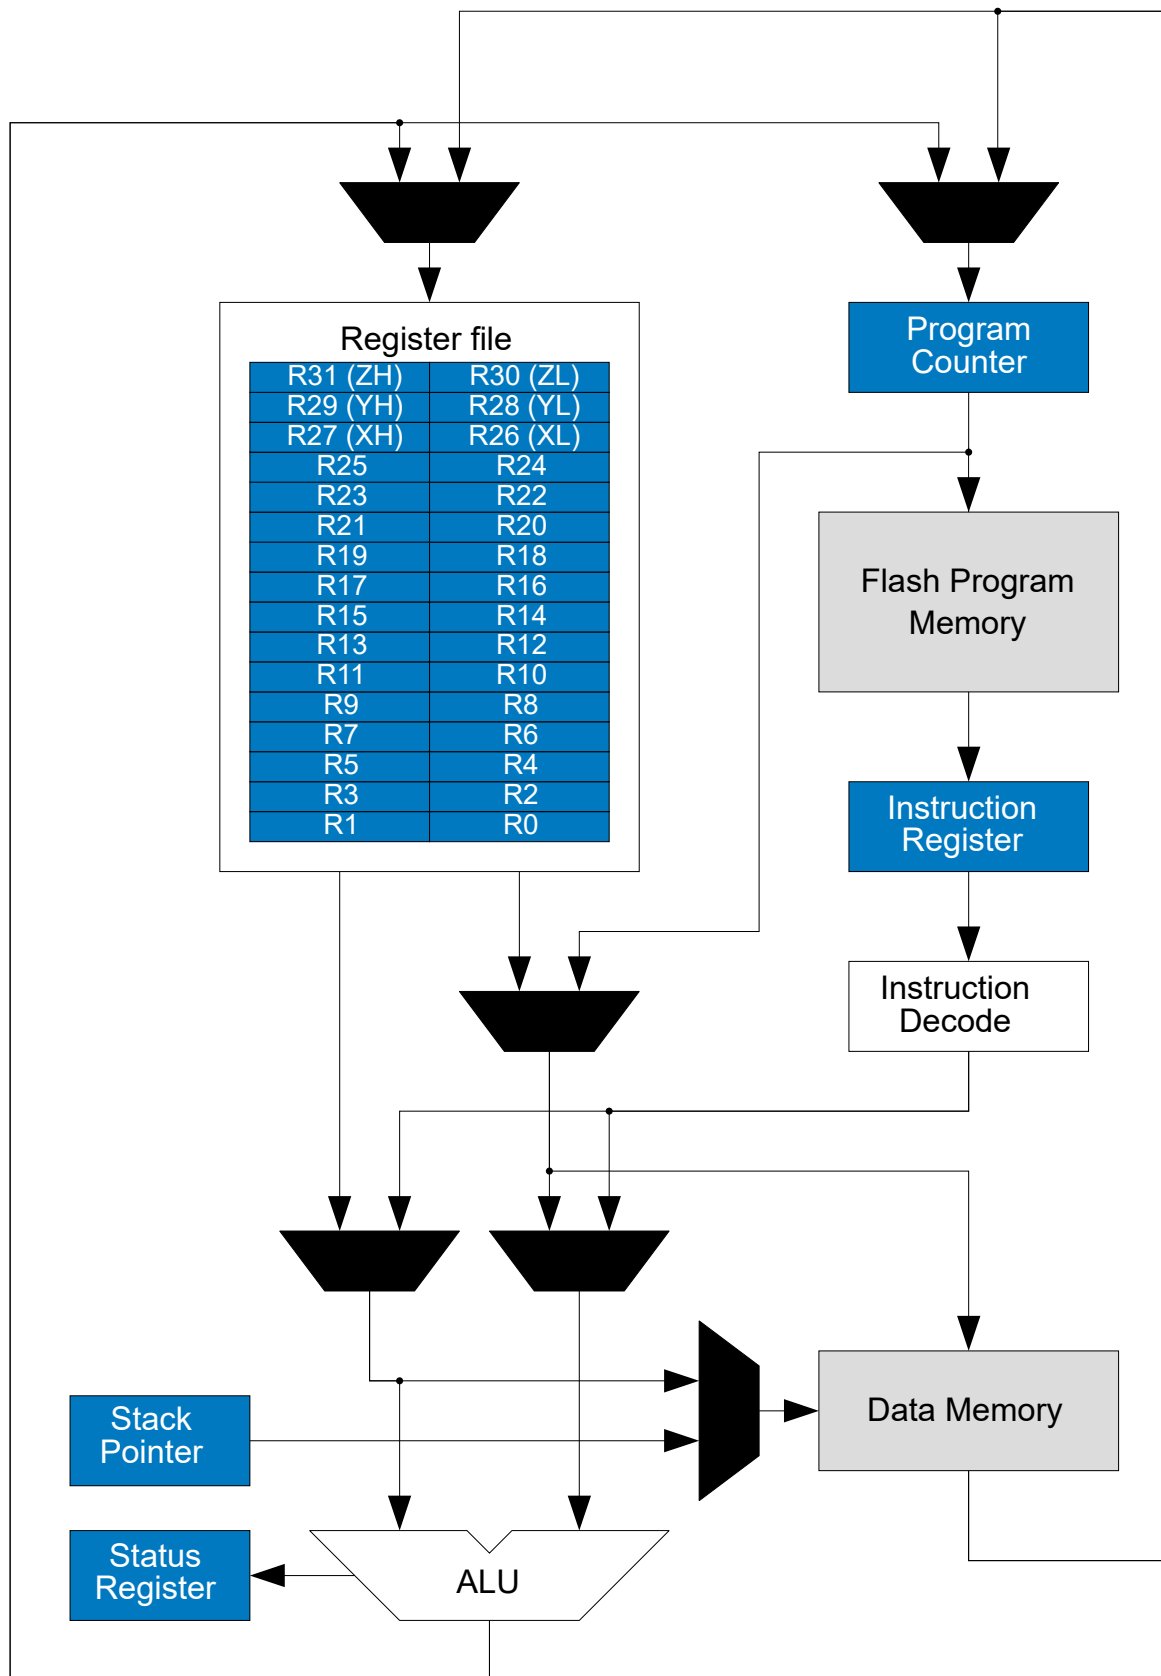 Register file
R31 (ZH) R30 (ZL)
R29 (YH) R28 (YL)
R27 (XH) R26 (XL)
R25 R24
R23 R22
R21 R20
R19 R18
R17 R16
R15 R14
R13 R12
R11 R10
R9 R8
R7 R6
R5 R4
R3 R2
R1 R0
Program
Counter
Flash Program
Memory
Instruction
Register
Instruction
Decode
Stack
Pointer
Data Memory
Status
Register
ALU